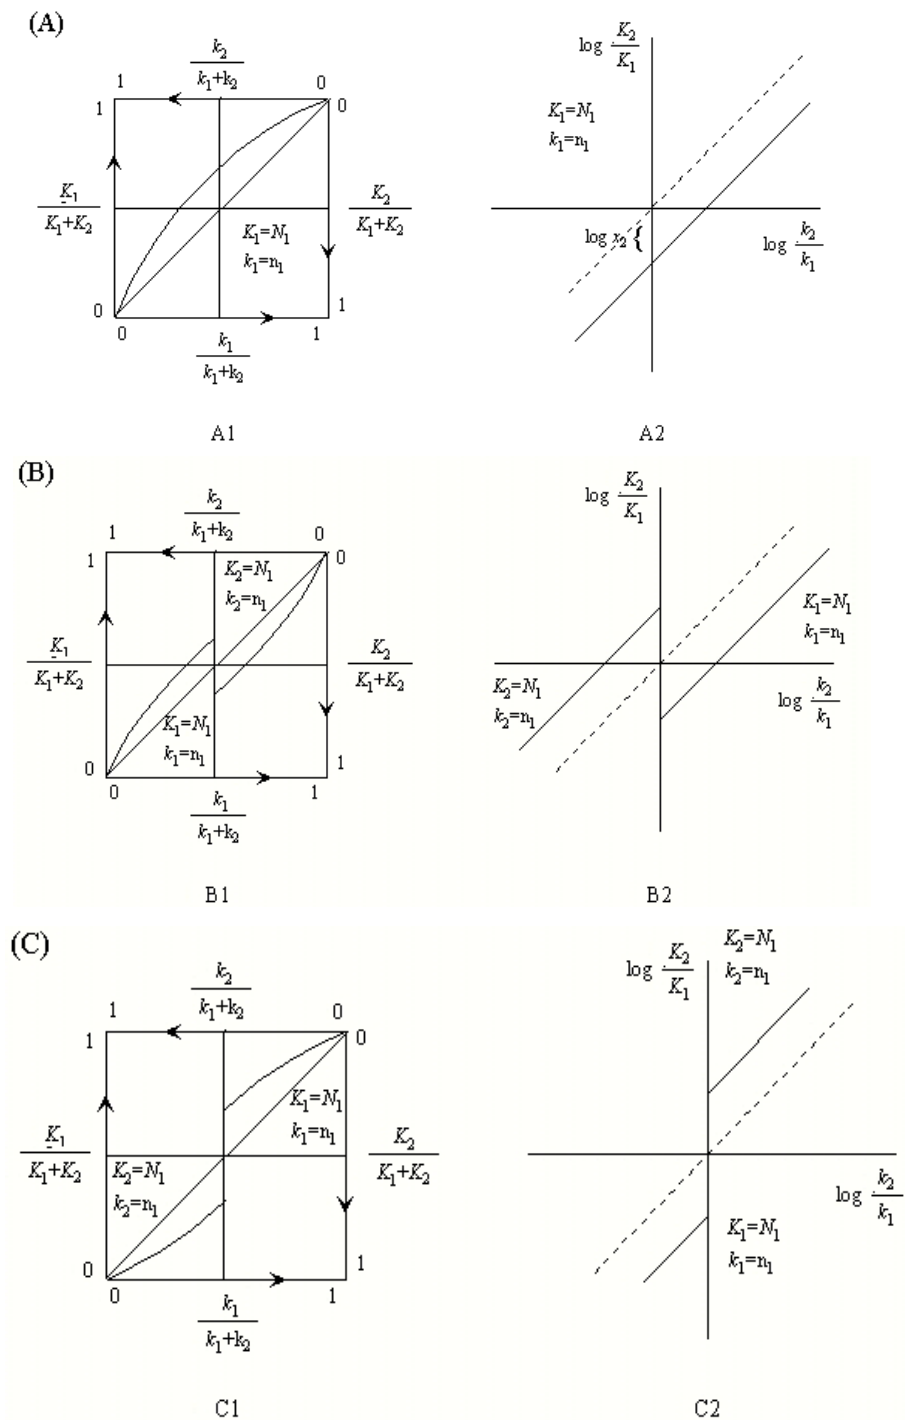 (A)
k2
k1+k2
1 0
1 0
K1
K1+K2
K2
K1+K2
K1=N1
k1=n1
0 1
0 1
k1
k1+k2
A1
log K2
K1
K1=N1
k1=n1
log x2 {
log k2
k1
A2
(B)
k2
k1+k2
1 0
1 0
K2=N1
k2=n1
K1
K1+K2
K2
K1+K2
K1=N1
k1=n1
0 1
0 1
k1
k1+k2
B1
log K2
K1
K1=N1
k1=n1
K2=N1
k2=n1
log k2
k1
B2
(C)
k2
k1+k2
1 0
1 0
K1=N1
k1=n1
K1
K1+K2
K2
K1+K2
K2=N1
k2=n1
0 1
0 1
k1
k1+k2
C1
K2=N1
k2=n1
log K2
K1
log k2
k1
K1=N1
k1=n1
C2